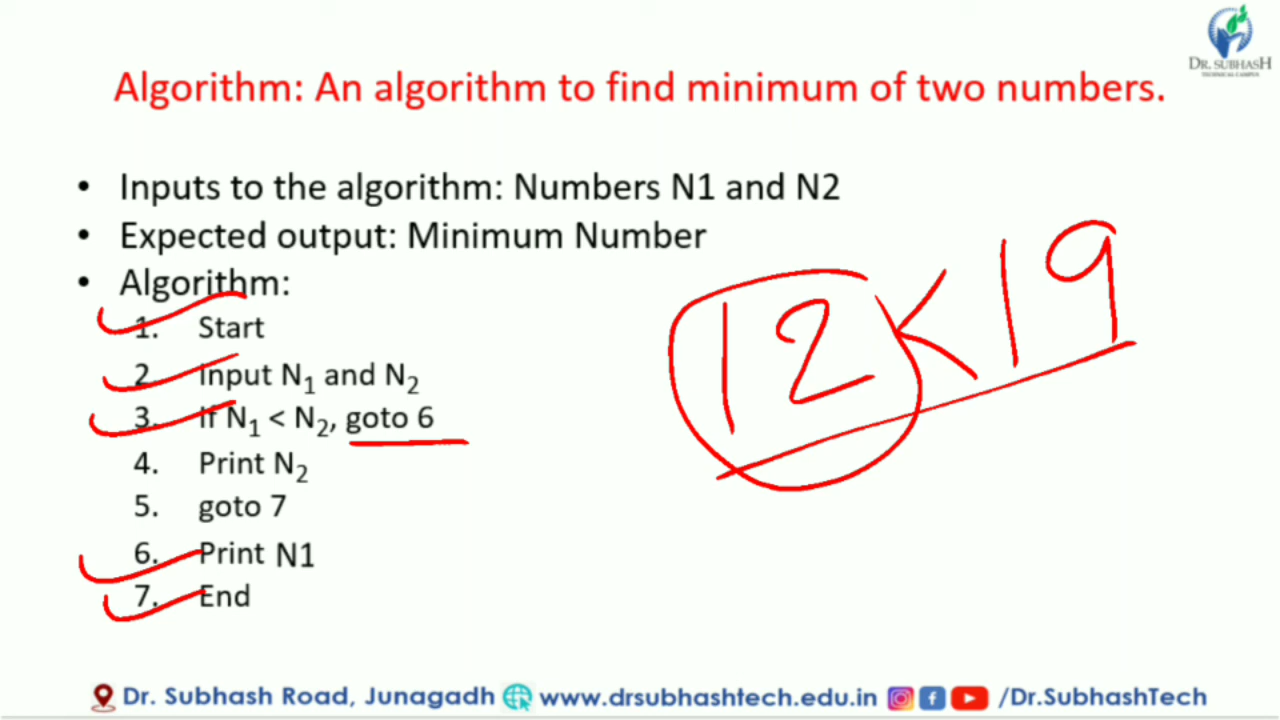 DR. SUBHASH
TECHNICAL CAMPUS
Algorithm: An algorithm to find minimum of two numbers.
• Inputs to the algorithm: Numbers N1 and N2
• Expected output: Minimum Number
• Algorithm:
1. Start
2. Input N₁ and N₂
3. If N₁ < N₂, goto 6
4. Print N₂
5. goto 7
6. Print N1
7. End
12 < 19
Dr. Subhash Road, Junagadh www.drsubhashtech.edu.in /Dr.SubhashTech